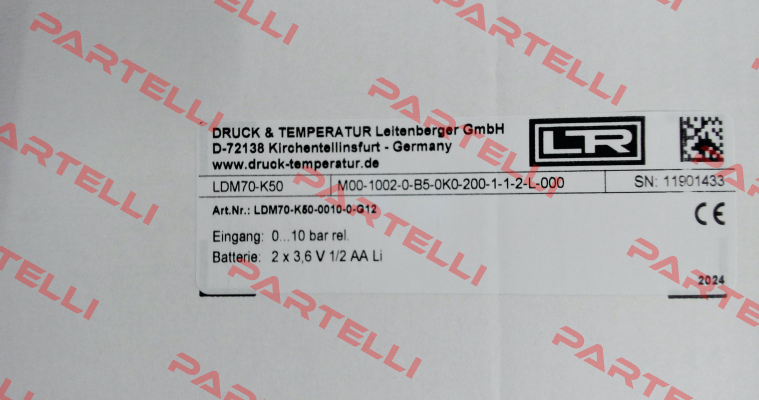 DRUCK & TEMPERATUR Leitenberger GmbH
D-72138 Kirchentellinsfurt - Germany
www.druck-temperatur.de
LTR
LDM70-K50 M00-1002-0-B5-0K0-200-1-1-2-L-000 SN: 11901433
Art.Nr.: LDM70-K50-0010-0-G12
CE
Eingang: 0...10 bar rel.
Batterie: 2 x 3,6 V 1/2 AA Li
2024
PARTELLI
PARTELLI
PARTELLI
PARTELLI
PARTELLI
PARTELLI
PARTELLI
PARTELLI
PARTELLI